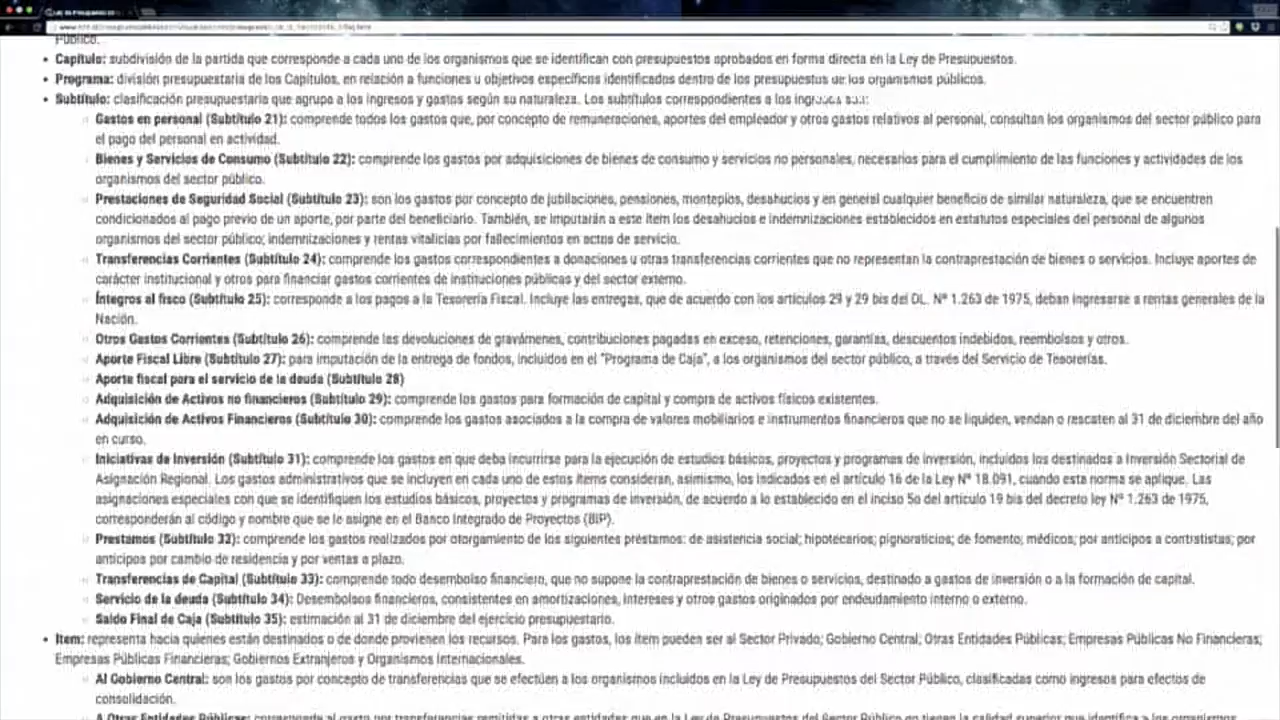 Público.
• Capítulo: subdivisión de la partida que corresponde a cada uno de los organismos que se identifican con presupuestos aprobados en forma directa en la Ley de Presupuestos.
• Programa: división presupuestaria de los Capítulos, en relación a funciones u objetivos específicos identificados dentro de los presupuestos de los organismos públicos.
• Subtítulo: clasificación presupuestaria que agrupa a los ingresos y gastos según su naturaleza. Los subtítulos correspondientes a los ingresos son:
Gastos en personal (Subtítulo 21): comprende todos los gastos que, por concepto de remuneraciones, aportes del empleador y otros gastos relativos al personal, consultan los organismos del sector público para
el pago del personal en actividad.
Bienes y Servicios de Consumo (Subtítulo 22): comprende los gastos por adquisiciones de bienes de consumo y servicios no personales, necesarios para el cumplimiento de las funciones y actividades de los
organismos del sector público.
Prestaciones de Seguridad Social (Subtítulo 23): son los gastos por concepto de jubilaciones, pensiones, montepíos, desahucios y en general cualquier beneficio de similar naturaleza, que se encuentren
condicionados al pago previo de un aporte, por parte del beneficiario. También, se imputarán a este ítem los desahucios e indemnizaciones establecidos en estatutos especiales del personal de algunos
organismos del sector público; indemnizaciones y rentas vitalicias por fallecimientos en actos de servicio.
Transferencias Corrientes (Subtítulo 24): comprende los gastos correspondientes a donaciones u otras transferencias corrientes que no representan la contraprestación de bienes o servicios. Incluye aportes de
carácter institucional y otros para financiar gastos corrientes de instituciones públicas y del sector externo.
Íntegros al fisco (Subtítulo 25): corresponde a los pagos a la Tesorería Fiscal. Incluye las entregas, que de acuerdo con los artículos 29 y 29 bis del DL. Nº 1.263 de 1975, deban ingresarse a rentas generales de la
Nación.
Otros Gastos Corrientes (Subtítulo 26): comprende las devoluciones de gravámenes, contribuciones pagadas en exceso, retenciones, garantías, descuentos indebidos, reembolsos y otros.
Aporte Fiscal Libre (Subtítulo 27): para imputación de la entrega de fondos, incluidos en el "Programa de Caja", a los organismos del sector público, a través del Servicio de Tesorerías.
Aporte fiscal para el servicio de la deuda (Subtítulo 28)
Adquisición de Activos no financieros (Subtítulo 29): comprende los gastos para formación de capital y compra de activos físicos existentes.
Adquisición de Activos Financieros (Subtítulo 30): comprende los gastos asociados a la compra de valores mobiliarios e instrumentos financieros que no se liquiden, vendan o rescaten al 31 de diciembre del año
en curso.
Iniciativas de Inversión (Subtítulo 31): comprende los gastos en que deba incurrirse para la ejecución de estudios básicos, proyectos y programas de inversión, incluidos los destinados a Inversión Sectorial de
Asignación Regional. Los gastos administrativos que se incluyen en cada uno de estos ítems consideran, asimismo, los indicados en el artículo 16 de la Ley Nº 18.091, cuando esta norma se aplique. Las
asignaciones especiales con que se identifiquen los estudios básicos, proyectos y programas de inversión, de acuerdo a lo establecido en el inciso 5o del artículo 19 bis del decreto ley Nº 1.263 de 1975,
corresponderán al código y nombre que se le asigne en el Banco Integrado de Proyectos (BIP).
Prestamos (Subtítulo 32): comprende los gastos realizados por otorgamiento de los siguientes préstamos: de asistencia social; hipotecarios; pignoraticios; de fomento; médicos; por anticipos a contratistas; por
anticipos por cambio de residencia y por ventas a plazo.
Transferencias de Capital (Subtítulo 33): comprende todo desembolso financiero, que no supone la contraprestación de bienes o servicios, destinado a gastos de inversión o a la formación de capital.
Servicio de la deuda (Subtítulo 34): Desembolsos financieros, consistentes en amortizaciones, intereses y otros gastos originados por endeudamiento interno o externo.
Saldo Final de Caja (Subtítulo 35): estimación al 31 de diciembre del ejercicio presupuestario.
• Item: representa hacia quienes están destinados o de donde provienen los recursos. Para los gastos, los ítem pueden ser al Sector Privado; Gobierno Central; Otras Entidades Públicas; Empresas Públicas No Financieras;
Empresas Públicas Financieras; Gobiernos Extranjeros y Organismos Internacionales.
Al Gobierno Central: son los gastos por concepto de transferencias que se efectúen a los organismos incluidos en la Ley de Presupuestos del Sector Público, clasificadas como ingresos para efectos de
consolidación.
A Otras Entidades Públicas: corresponde al gasto por transferencias remitidas a otras entidades que en la Ley de Presupuestos del Sector Público no tienen la calidad superior que identifica a los organismos